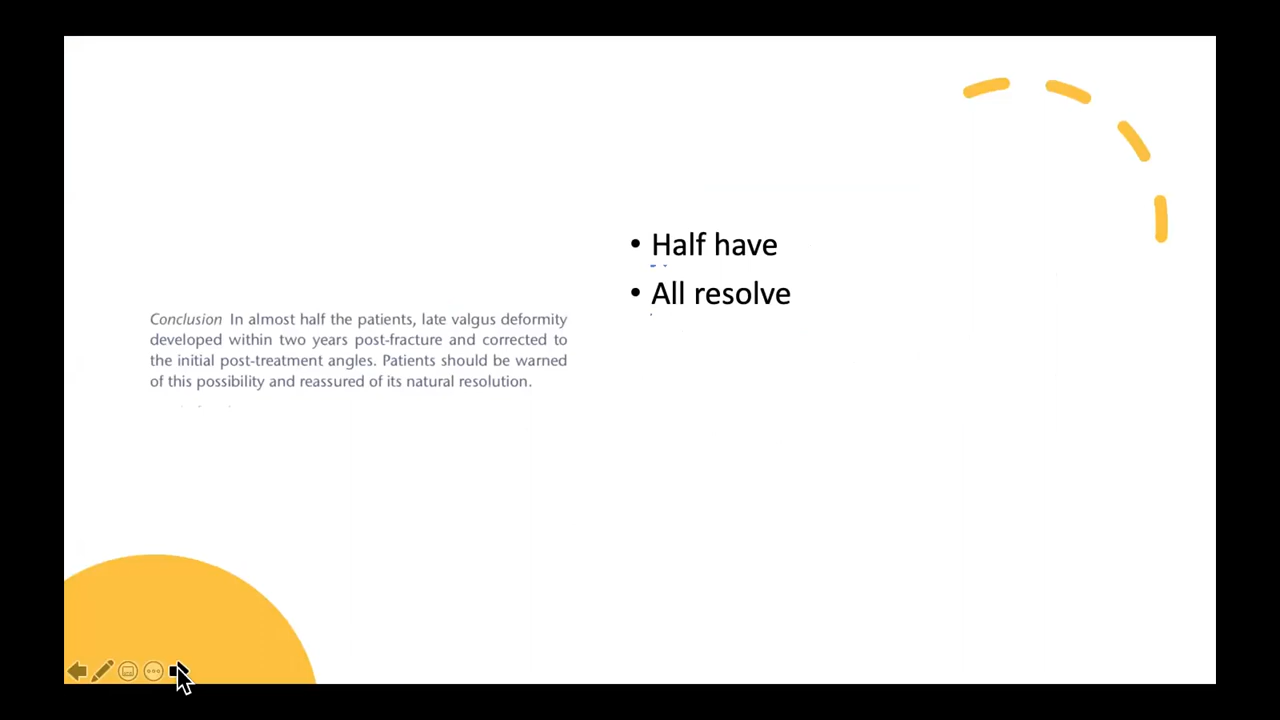 Conclusion In almost half the patients, late valgus deformity
developed within two years post-fracture and corrected to
the initial post-treatment angles. Patients should be warned
of this possibility and reassured of its natural resolution.
• Half have
• All resolve